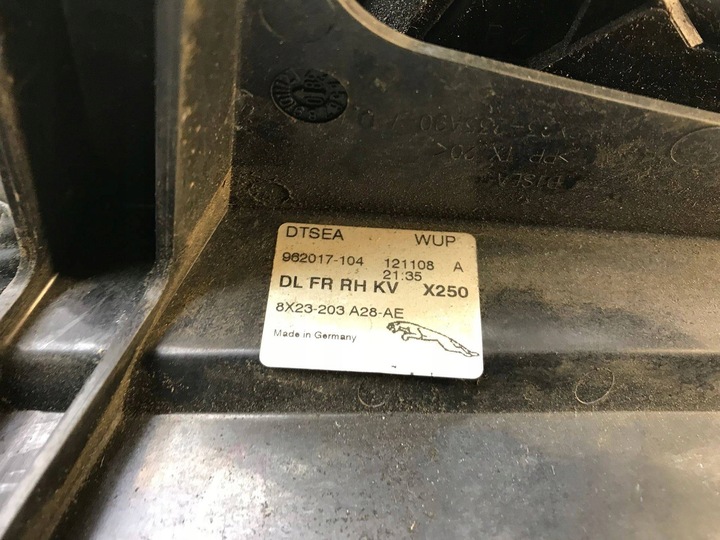 DTSEA WUP
962017-104 121108 A
21:35
DL FR RH KV X250
8X23-203 A28-AE
Made in Germany